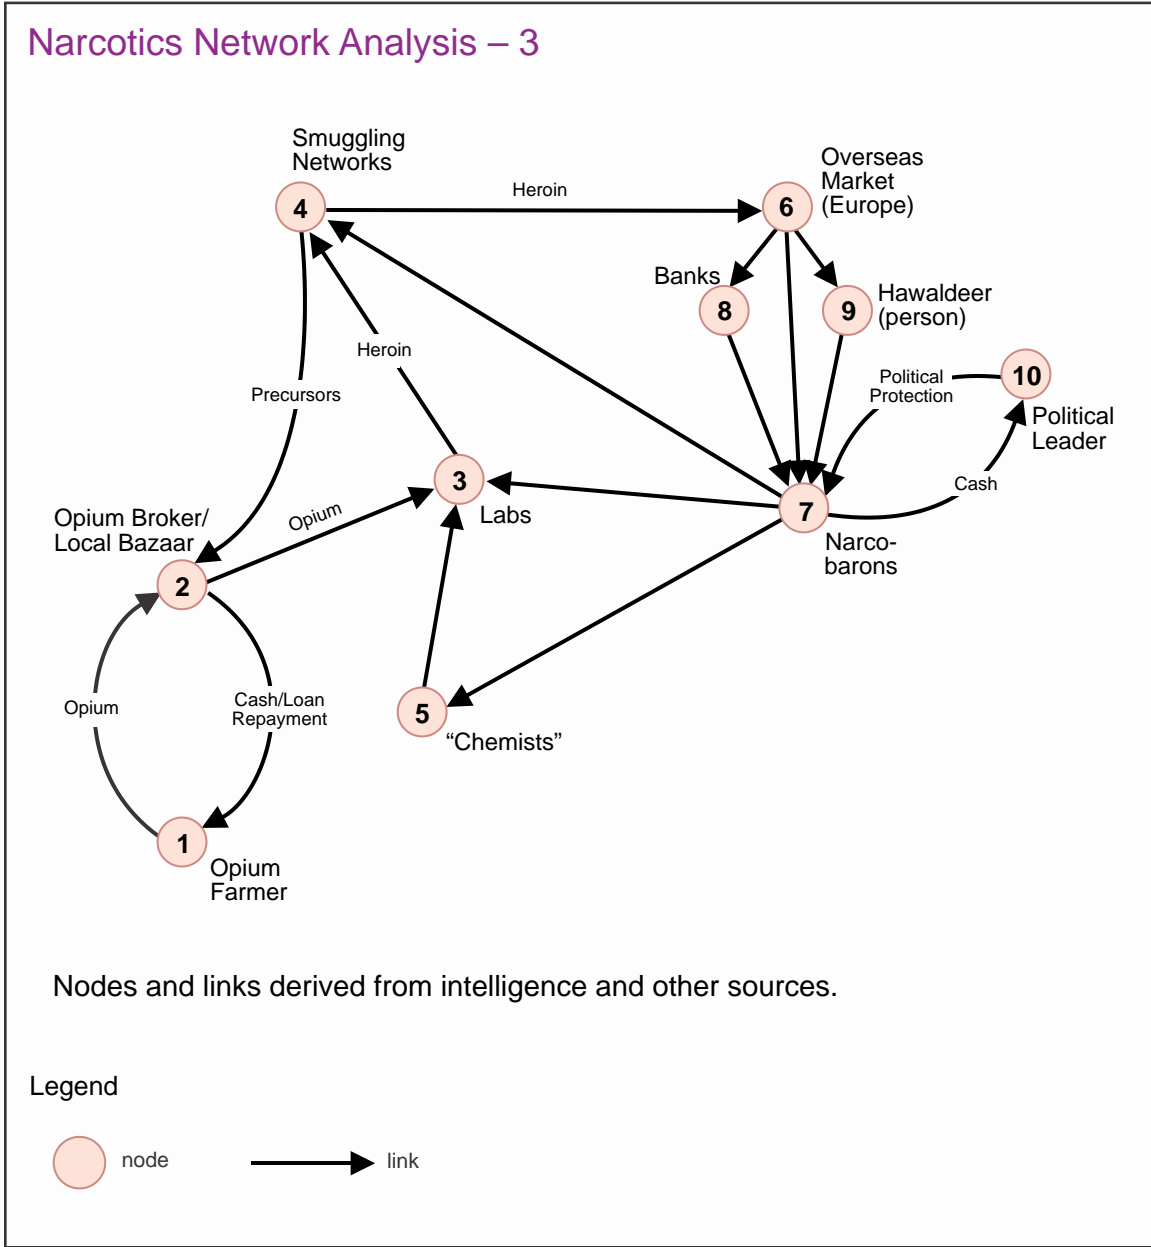 Narcotics Network Analysis – 3
Smuggling
Networks
4
Heroin
Overseas
Market
(Europe)
6
Banks
8
Hawaldeer
(person)
9
Heroin
Precursors
Political
Protection
10
Political
Leader
Cash
3
Labs
7
Narco-
barons
Opium Broker/
Local Bazaar
Opium
2
Opium
Cash/Loan
Repayment
5
“Chemists”
1
Opium
Farmer
Nodes and links derived from intelligence and other sources.
Legend
node
link